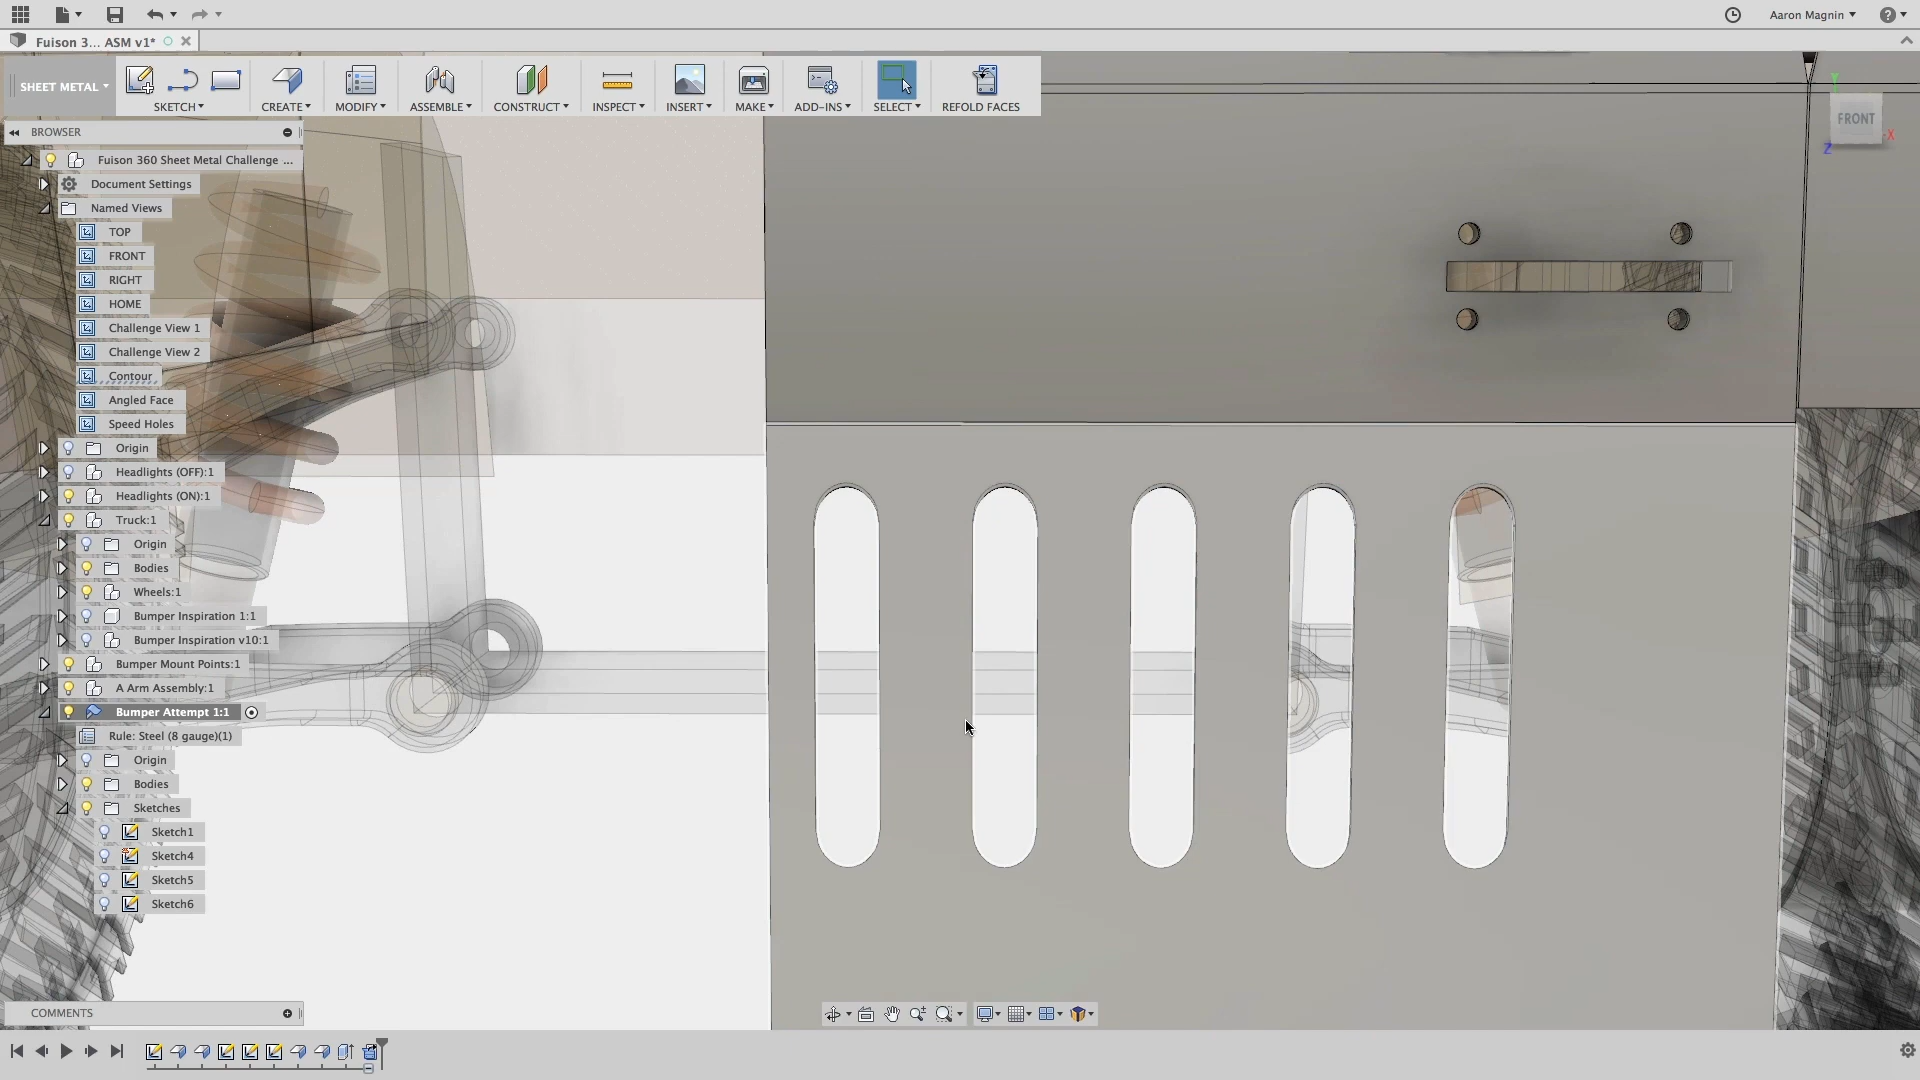 Aaron Magnin
Fuison 3... ASM v1*
SHEET METAL
SKETCH
CREATE
MODIFY
ASSEMBLE
CONSTRUCT
INSPECT
INSERT
MAKE
ADD-INS
SELECT
REFOLD FACES
Y
FRONT
X
Z
BROWSER
Fuison 360 Sheet Metal Challenge ...
Document Settings
Named Views
TOP
FRONT
RIGHT
HOME
Challenge View 1
Challenge View 2
Contour
Angled Face
Speed Holes
Origin
Headlights (OFF):1
Headlights (ON):1
Truck:1
Origin
Bodies
Wheels:1
Bumper Inspiration 1:1
Bumper Inspiration v10:1
Bumper Mount Points:1
A Arm Assembly:1
Bumper Attempt 1:1
Rule: Steel (8 gauge)(1)
Origin
Bodies
Sketches
Sketch1
Sketch4
Sketch5
Sketch6
COMMENTS